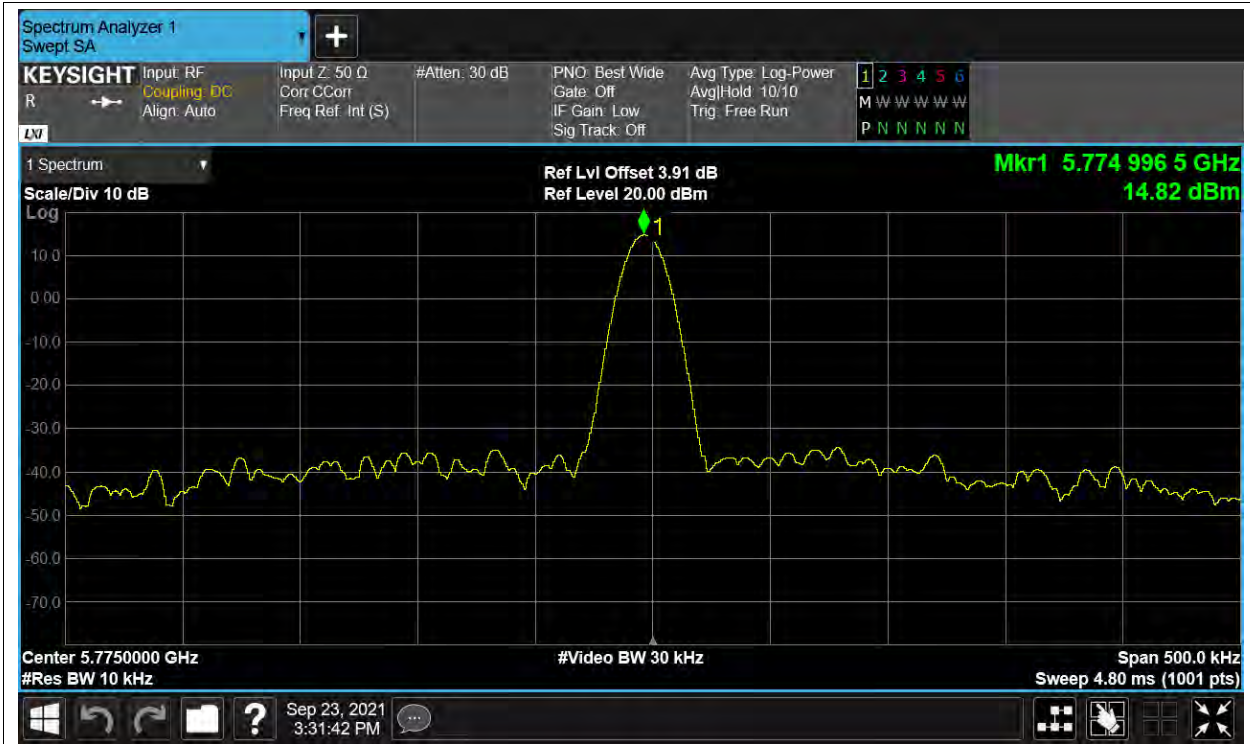 Spectrum Analyzer 1
Swept SA
KEYSIGHT
R
LXI
Input: RF
Coupling: DC
Align: Auto
Input Z: 50 Ω
Corr CCorr
Freq Ref: Int (S)
#Atten: 30 dB
PNO: Best Wide
Gate: Off
IF Gain: Low
Sig Track: Off
Avg Type: Log-Power
Avg|Hold: 10/10
Trig: Free Run
1 2 3 4 5 6
M W W W W W
P N N N N N
1 Spectrum
Scale/Div 10 dB
Log
Ref Lvl Offset 3.91 dB
Ref Level 20.00 dBm
Mkr1 5.774 996 5 GHz
14.82 dBm
1
10.0
0.00
-10.0
-20.0
-30.0
-40.0
-50.0
-60.0
-70.0
Center 5.7750000 GHz
#Res BW 10 kHz
#Video BW 30 kHz
Span 500.0 kHz
Sweep 4.80 ms (1001 pts)
?
Sep 23, 2021
3:31:42 PM